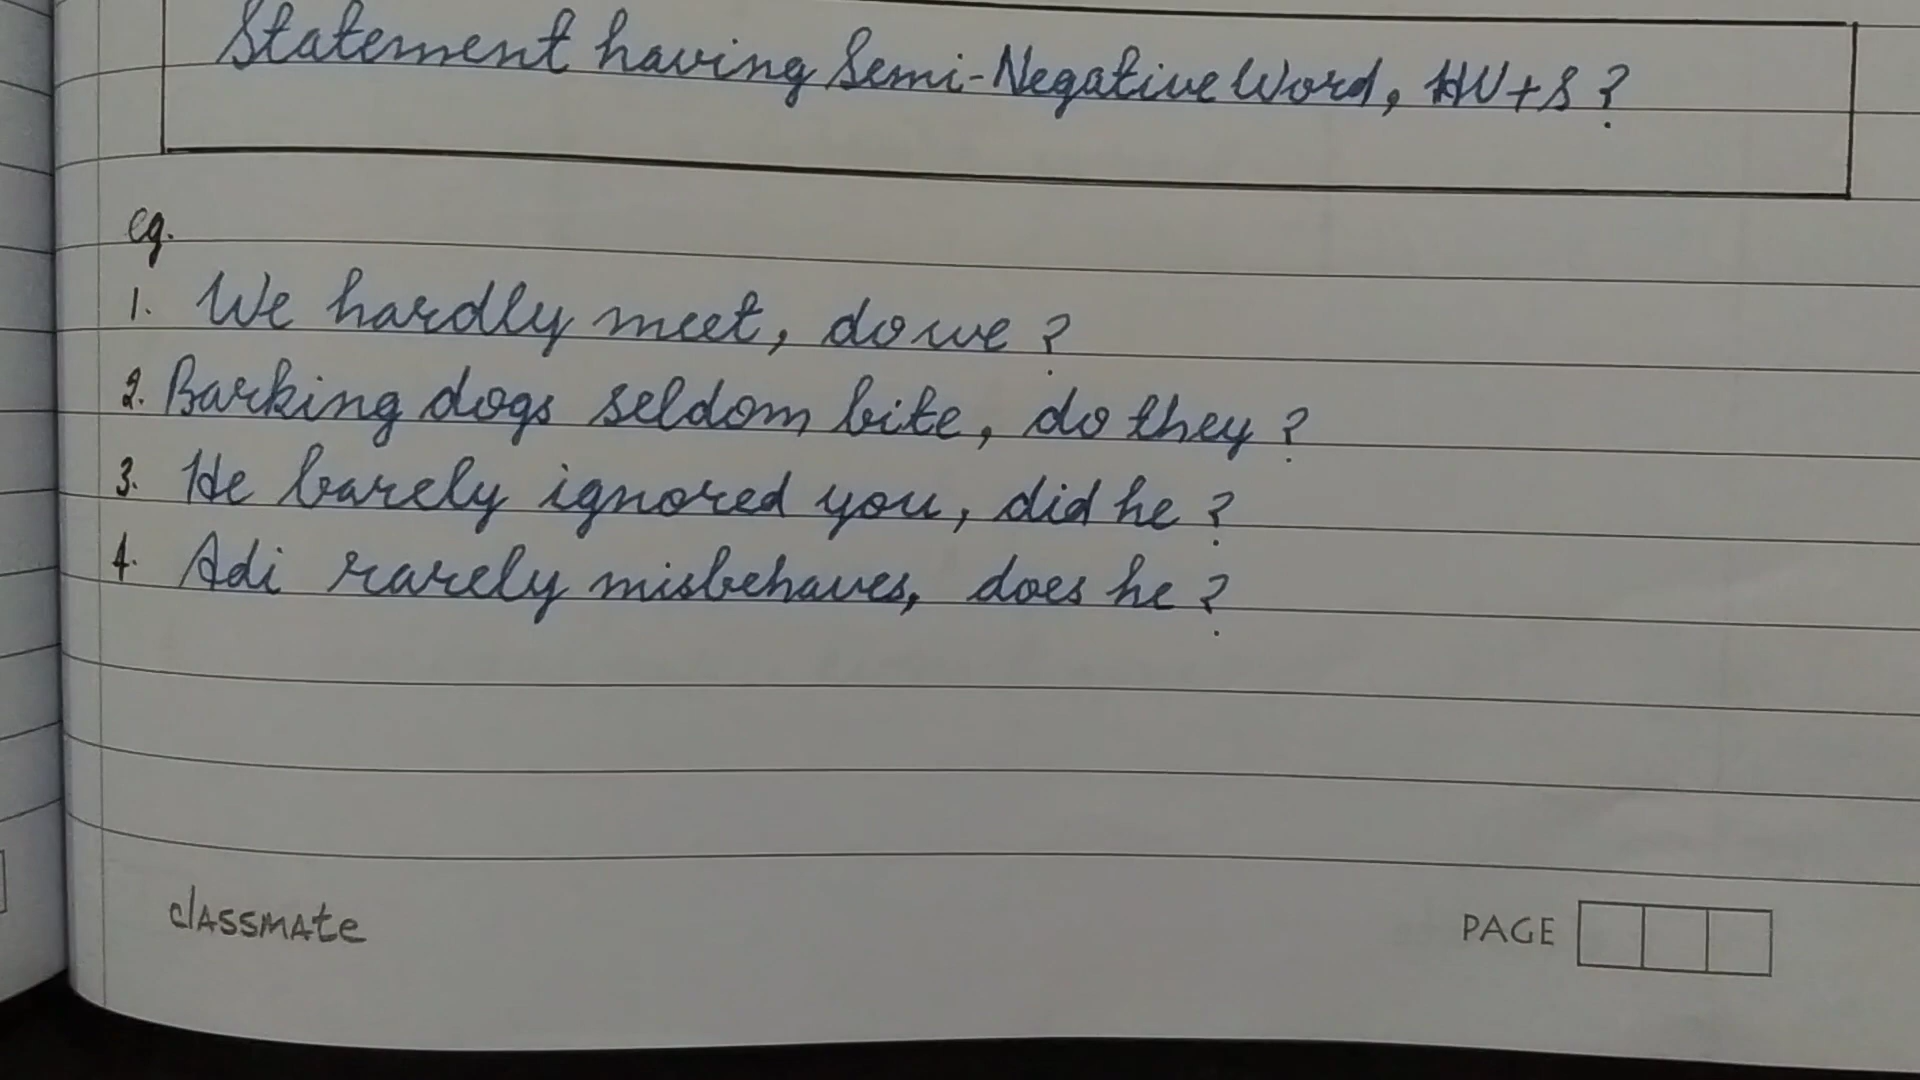 Statement having Semi-Negative Word, HV+S?
eg.
1. We hardly meet, do we?
2. Barking dogs seldom bite, do they?
3. He barely ignored you, did he?
4. Adi rarely misbehaves, does he?
classmate
PAGE